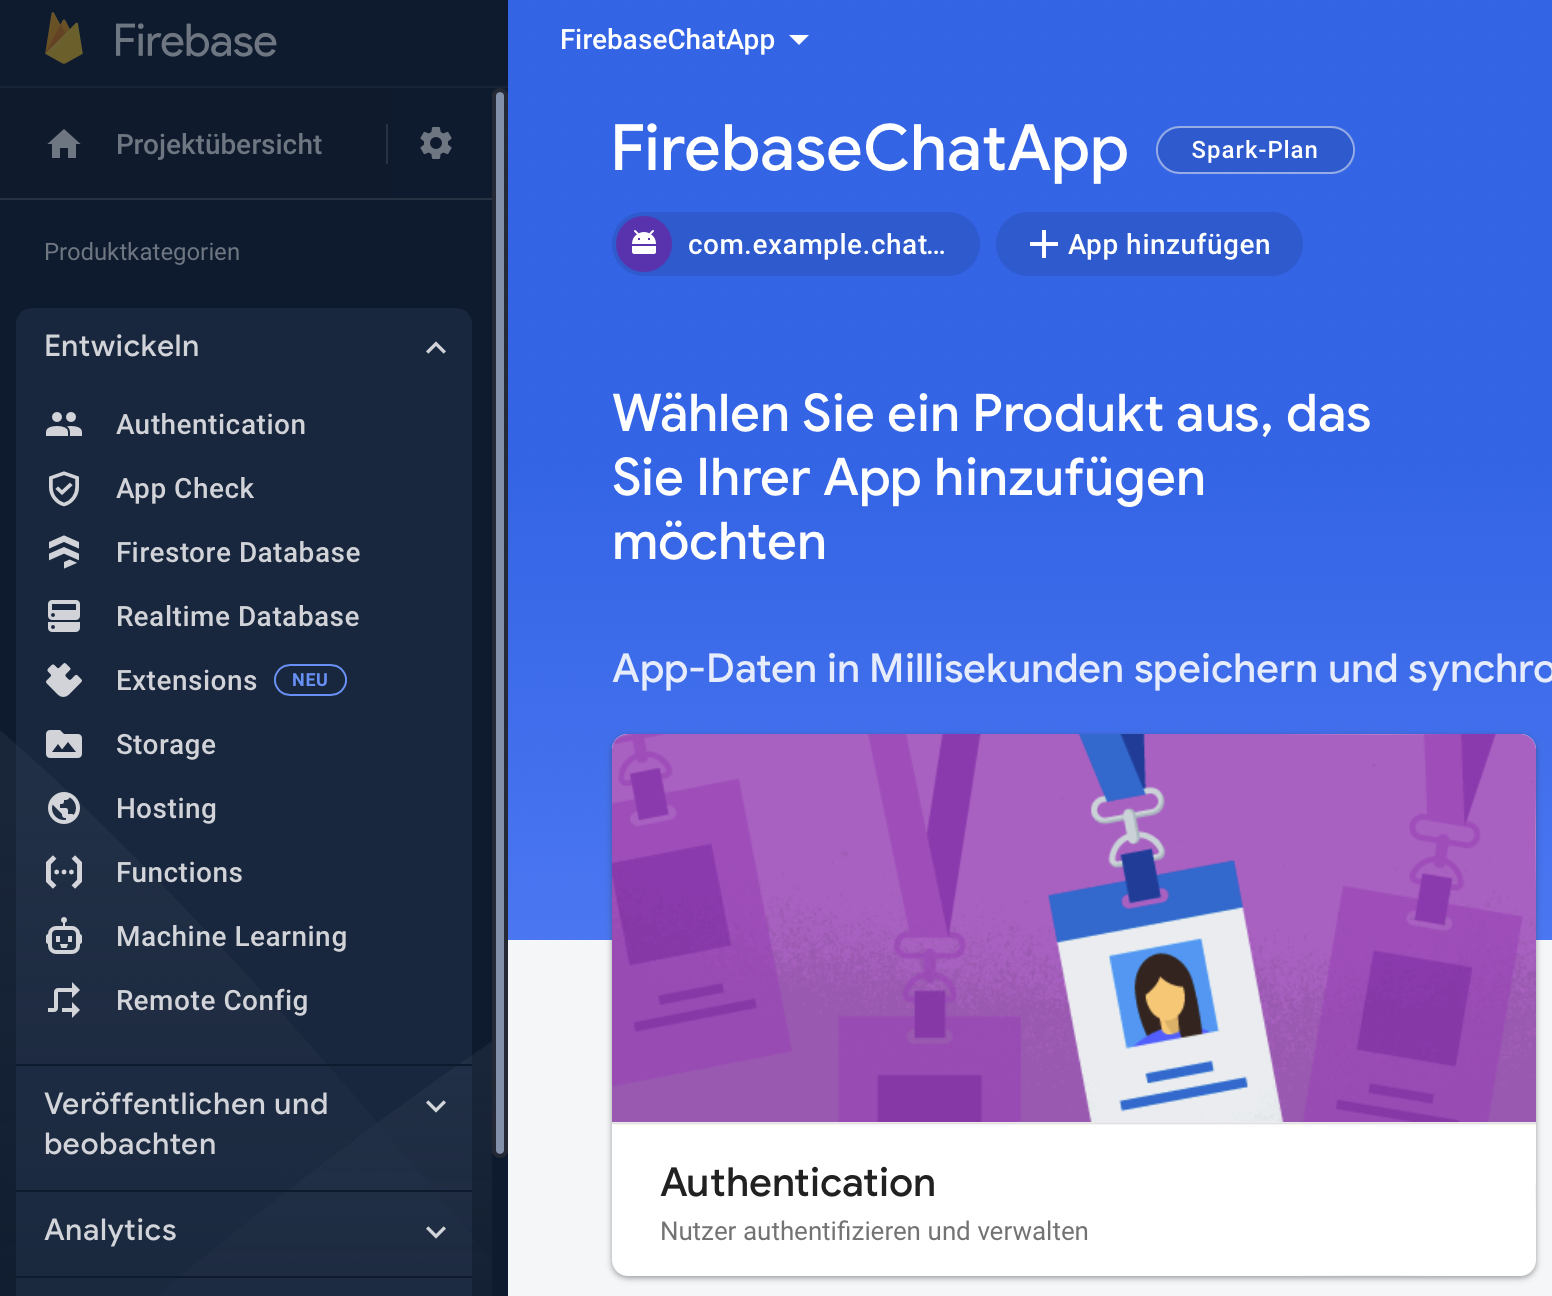 Firebase
Projektübersicht
Produktkategorien
Entwickeln
Authentication
App Check
Firestore Database
Realtime Database
Extensions NEU
Storage
Hosting
Functions
Machine Learning
Remote Config
Veröffentlichen und
beobachten
Analytics
FirebaseChatApp
FirebaseChatApp Spark-Plan
com.example.chat... + App hinzufügen
Wählen Sie ein Produkt aus, das
Sie Ihrer App hinzufügen
möchten
App-Daten in Millisekunden speichern und synchro
Authentication
Nutzer authentifizieren und verwalten